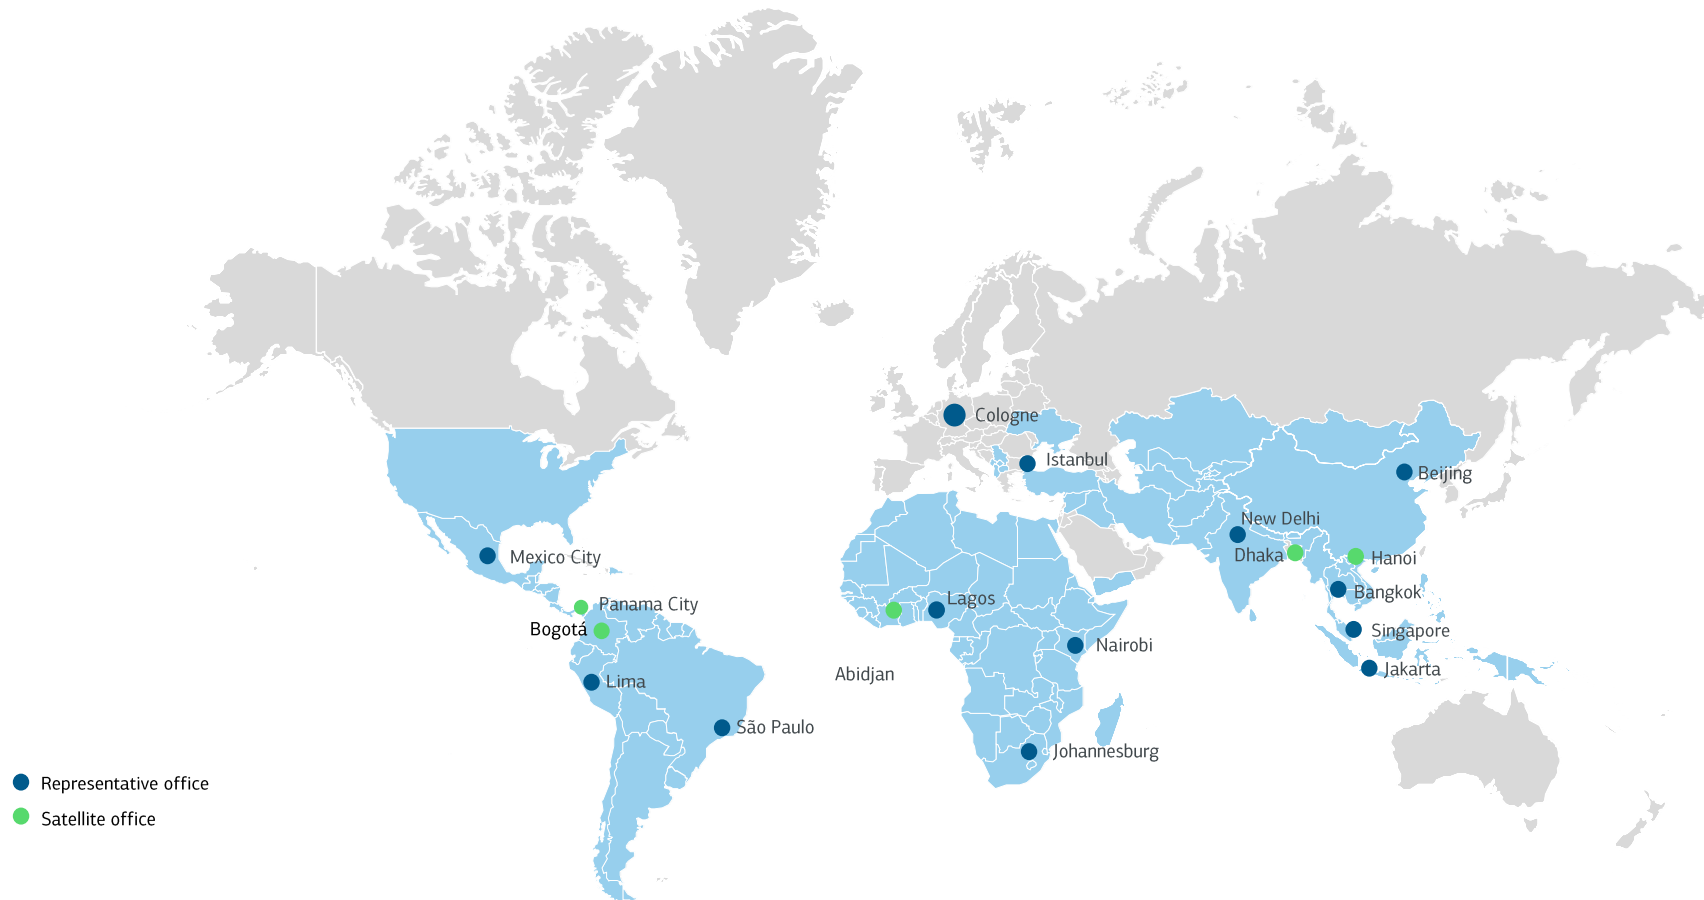 Cologne
Istanbul
Beijing
New Delhi
Dhaka
Hanoi
Mexico City
Bangkok
Panama City
Lagos
Bogotá
Singapore
Nairobi
Jakarta
Abidjan
Lima
São Paulo
Johannesburg
Representative office
Satellite office